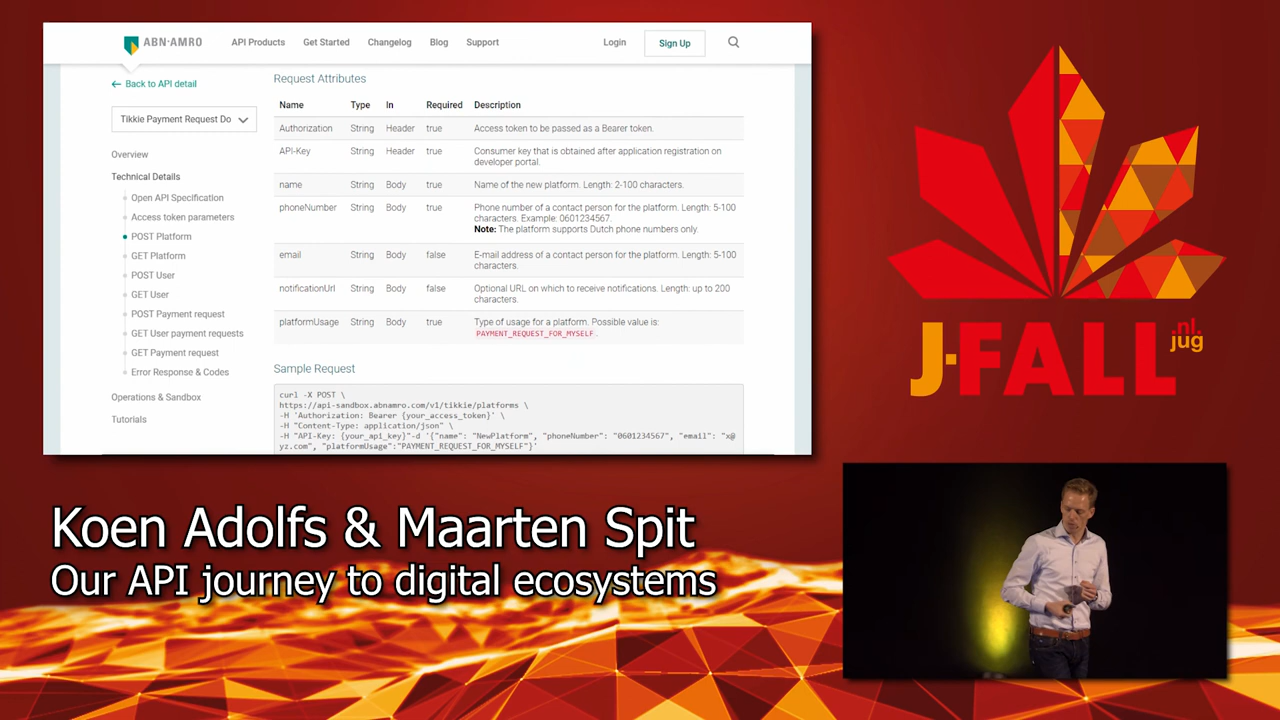 ABN·AMRO
API Products
Get Started
Changelog
Blog
Support
Login
Sign Up
Back to API detail
Tikkie Payment Request Do
Overview
Technical Details
Open API Specification
Access token parameters
POST Platform
GET Platform
POST User
GET User
POST Payment request
GET User payment requests
GET Payment request
Error Response & Codes
Operations & Sandbox
Tutorials
Request Attributes
Name Type In Required Description
Authorization String Header true Access token to be passed as a Bearer token.
API-Key String Header true Consumer key that is obtained after application registration on
developer portal.
name String Body true Name of the new platform. Length: 2-100 characters.
phoneNumber String Body true Phone number of a contact person for the platform. Length: 5-100
characters. Example: 0601234567.
Note: The platform supports Dutch phone numbers only.
email String Body false E-mail address of a contact person for the platform. Length: 5-100
characters.
notificationUrl String Body false Optional URL on which to receive notifications. Length: up to 200
characters.
platformUsage String Body true Type of usage for a platform. Possible value is:
PAYMENT_REQUEST_FOR_MYSELF.
Sample Request
curl -X POST \
https://api-sandbox.abnamro.com/v1/tikkie/platforms \
-H 'Authorization: Bearer {your_access_token}' \
-H "Content-Type: application/json" \
-H "API-Key: {your_api_key}"-d '{"name": "NewPlatform", "phoneNumber": "0601234567", "email": "x@
yz.com", "platformUsage":"PAYMENT_REQUEST_FOR_MYSELF"}'
J-FALL
.nl.
jug
Koen Adolfs & Maarten Spit
Our API journey to digital ecosystems